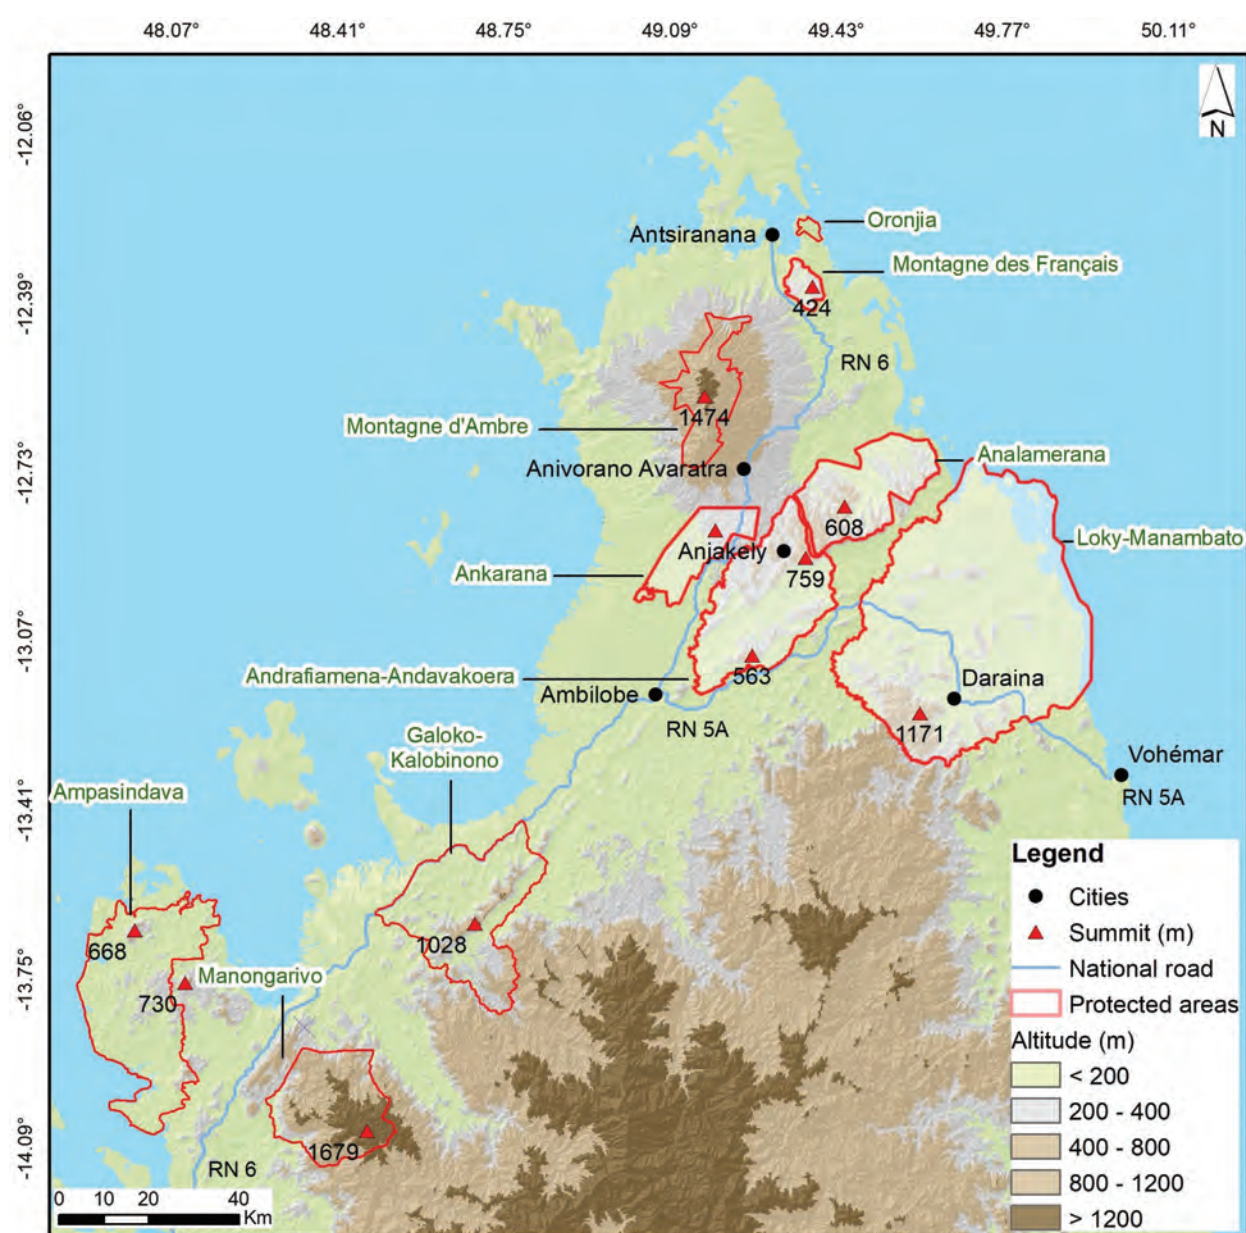 48.07°
48.41°
48.75°
49.09°
49.43°
49.77°
50.11°
-12.06°
-12.39°
-12.73°
-13.07°
-13.41°
-13.75°
-14.09°
N
Oronjia
Antsiranana
Montagne des Français
424
RN 6
1474
Montagne d'Ambre
Anivorano Avaratra
Analamerana
608
Loky-Manambato
Anjakely
759
Ankarana
Andrafiamena-Andavakoera
563
Ambilobe
Daraina
RN 5A
1171
Galoko-
Kalobinono
Vohémar
RN 5A
Ampasindava
668
1028
Manongarivo
730
1679
RN 6
0 10 20 40
Km
Legend
Cities
Summit (m)
National road
Protected areas
Altitude (m)
< 200
200 - 400
400 - 800
800 - 1200
> 1200